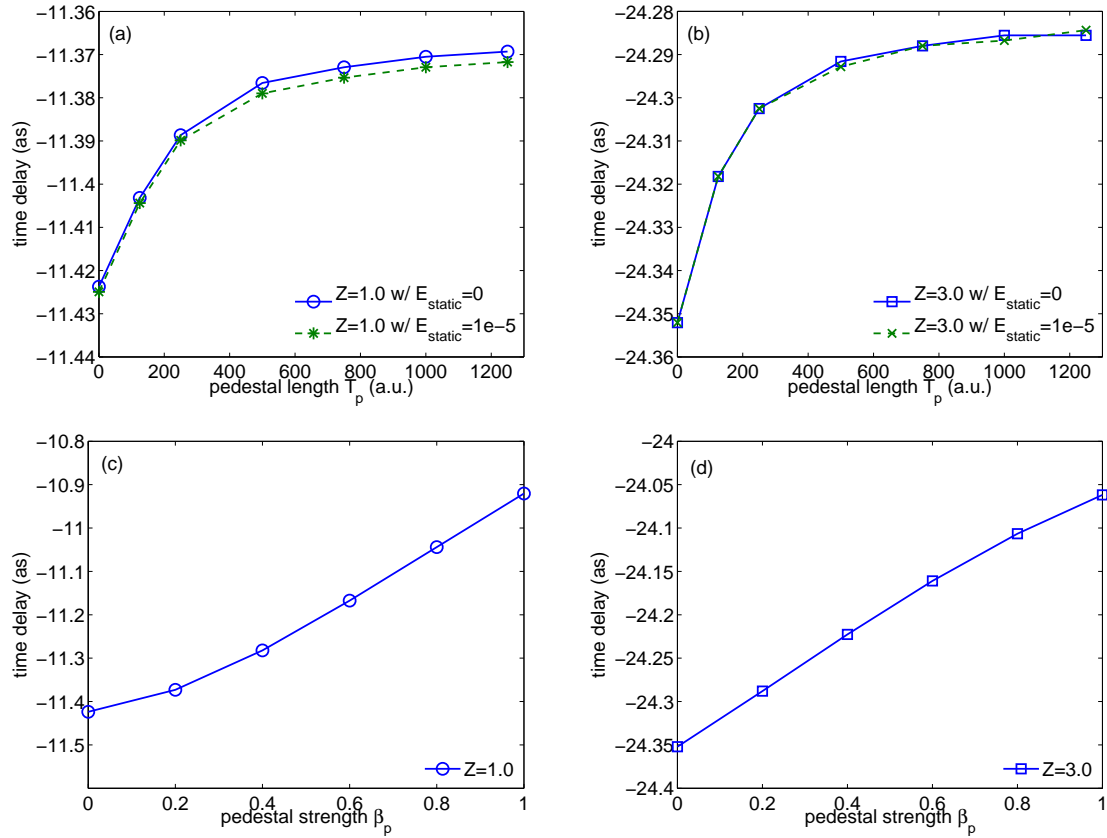 (a)
time delay (as)
−11.36
−11.37
−11.38
−11.39
−11.4
−11.41
−11.42
−11.43
−11.44
Z=1.0 w/ E_static=0
Z=1.0 w/ E_static=1e−5
0 200 400 600 800 1000 1200
pedestal length T_p (a.u.)
(b)
time delay (as)
−24.28
−24.29
−24.3
−24.31
−24.32
−24.33
−24.34
−24.35
−24.36
Z=3.0 w/ E_static=0
Z=3.0 w/ E_static=1e−5
0 200 400 600 800 1000 1200
pedestal length T_p (a.u.)
(c)
time delay (as)
−10.8
−10.9
−11
−11.1
−11.2
−11.3
−11.4
−11.5
Z=1.0
0 0.2 0.4 0.6 0.8 1
pedestal strength β_p
(d)
time delay (as)
−24
−24.05
−24.1
−24.15
−24.2
−24.25
−24.3
−24.35
−24.4
Z=3.0
0 0.2 0.4 0.6 0.8 1
pedestal strength β_p